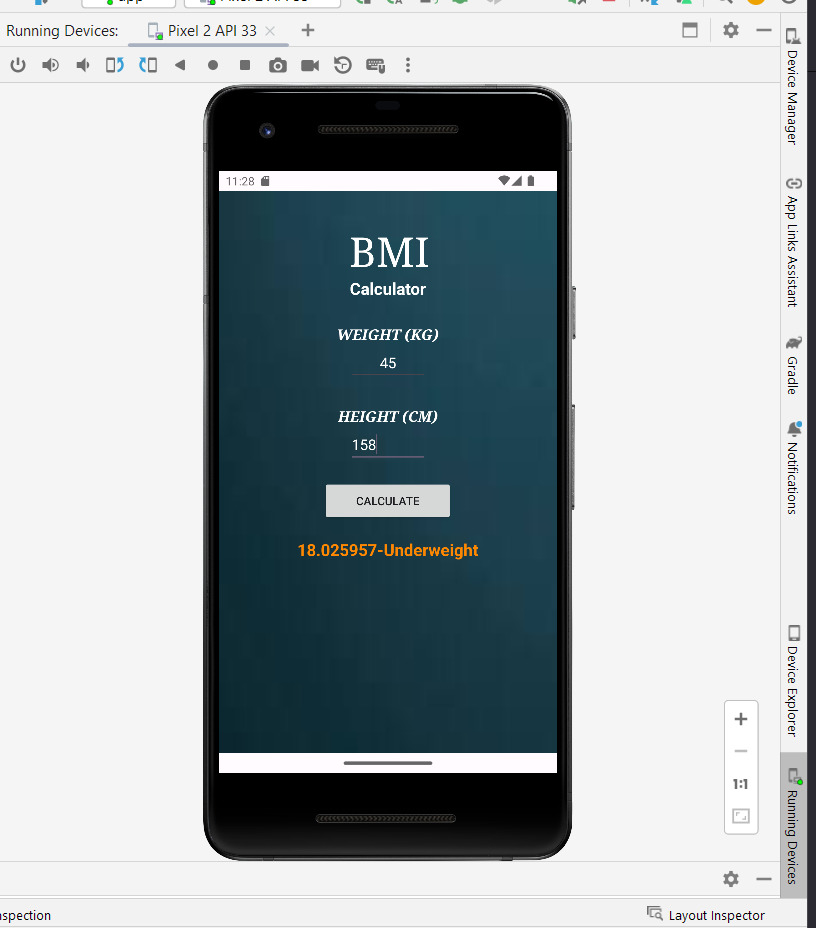 Running Devices:
Pixel 2 API 33
11:28
BMI
Calculator
WEIGHT (KG)
45
HEIGHT (CM)
158
CALCULATE
18.025957-Underweight
Device Manager
App Links Assistant
Gradle
Notifications
Device Explorer
Running Devices
1:1
Layout Inspector